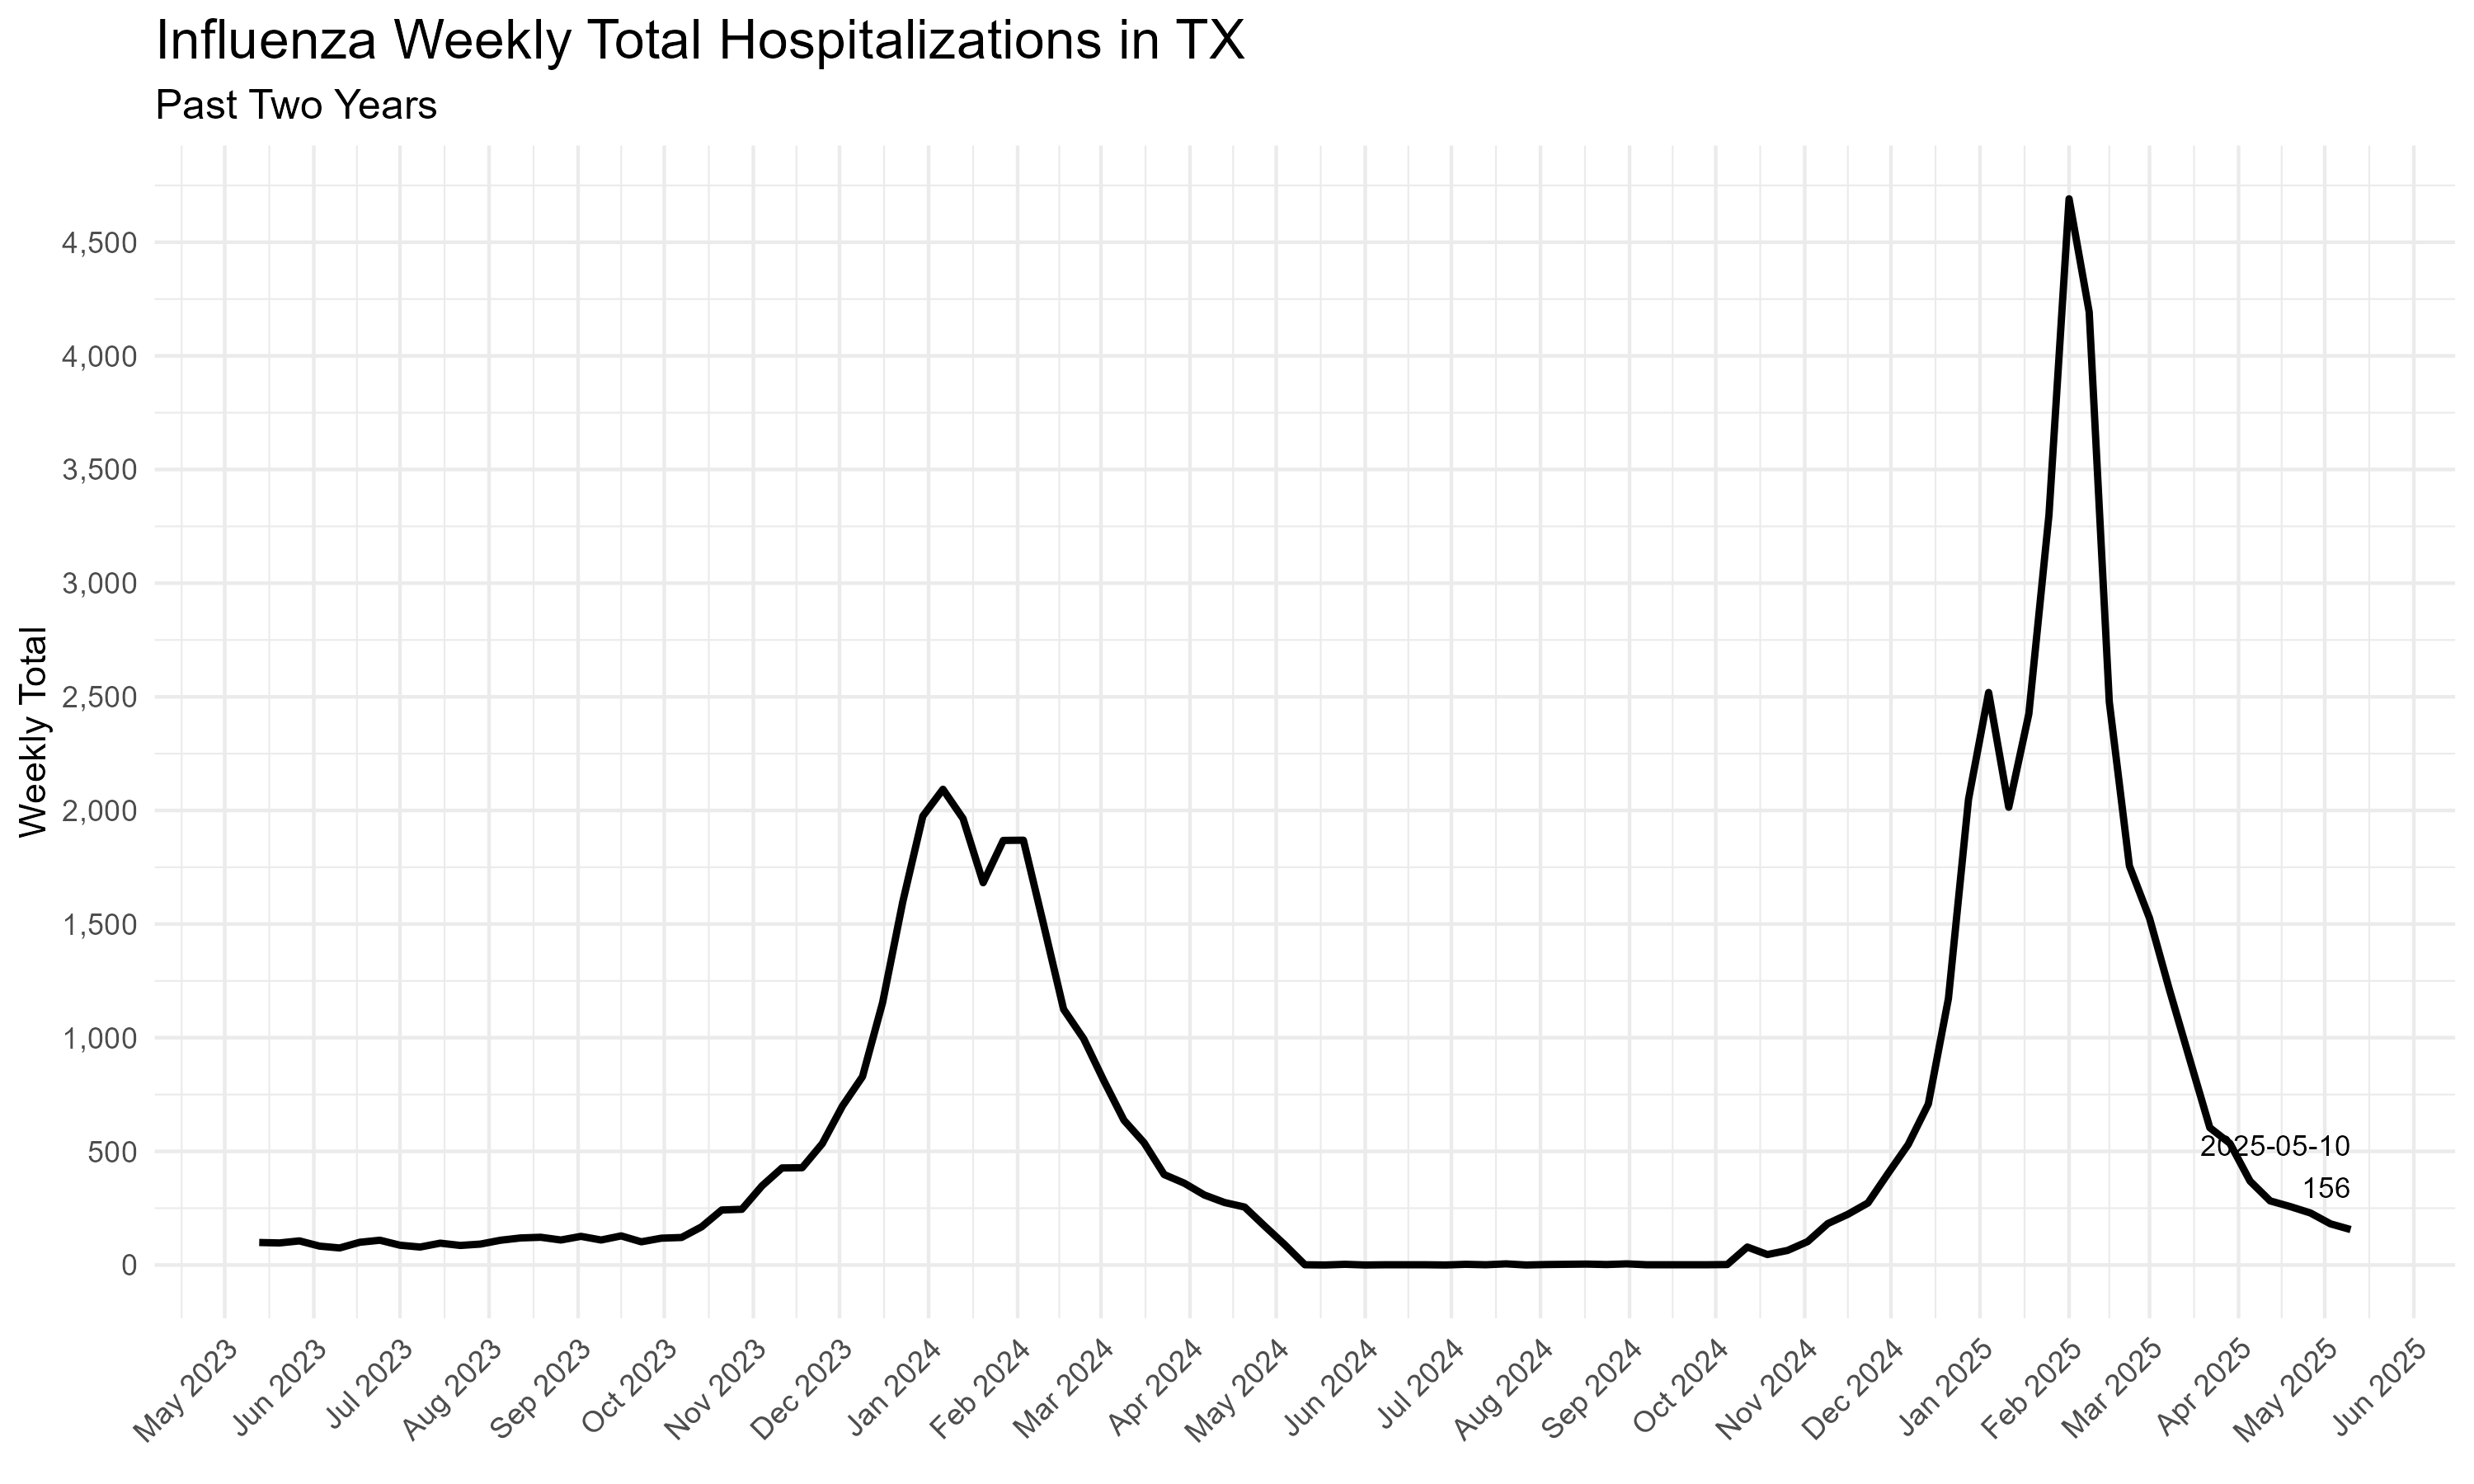 Influenza Weekly Total Hospitalizations in TX
Past Two Years
Weekly Total
4,500
4,000
3,500
3,000
2,500
2,000
1,500
1,000
500
0
2025-05-10
156
May 2023
Jun 2023
Jul 2023
Aug 2023
Sep 2023
Oct 2023
Nov 2023
Dec 2023
Jan 2024
Feb 2024
Mar 2024
Apr 2024
May 2024
Jun 2024
Jul 2024
Aug 2024
Sep 2024
Oct 2024
Nov 2024
Dec 2024
Jan 2025
Feb 2025
Mar 2025
Apr 2025
May 2025
Jun 2025